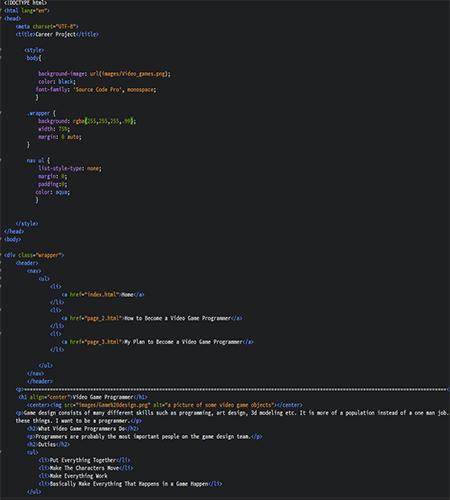 <!DOCTYPE html>
<html lang="en">
<head>
<meta charset="UTF-8">
<title>Career Project</title>
<style>
body{
background-image: url(images/Video_games.png);
color: black;
font-family: 'Source Code Pro', monospace;
}
.wrapper {
background: rgba(255,255,255,.99);
width: 75%;
margin: 0 auto;
}
nav ul {
list-style-type: none;
margin: 0;
padding:0;
color: aqua;
}
</style>
</head>
<body>
<div class="wrapper">
<header>
<nav>
<ul>
<li>
<a href="index.html">Home</a>
</li>
<li>
<a href="page_2.html">How to Become a Video Game Programmer</a>
</li>
<li>
<a href="page_3.html">My Plan to Become a Video Game Programmer</a>
</li>
</ul>
</nav>
</header>
<h1 align="center">Video Game Programmer</h1>
<center><img src="images/Game%20design.png" alt="a picture of some video game objects"></center>
<p>Game design consists of many different skills such as programming, art design, 3d modeling etc. It is more of a population instead of a one man job.
these things. I want to be a programmer.</p>
<h2>What Video Game Programmers Do</h2>
<p>Programmers are probably the most important people on the game design team.</p>
<h2>Duties</h2>
<ul>
<li>Put Everything Together</li>
<li>Make The Characters Move</li>
<li>Make Everything Work
<li>Basically Make Everything That Happens in a Game Happen</li>
</ul>